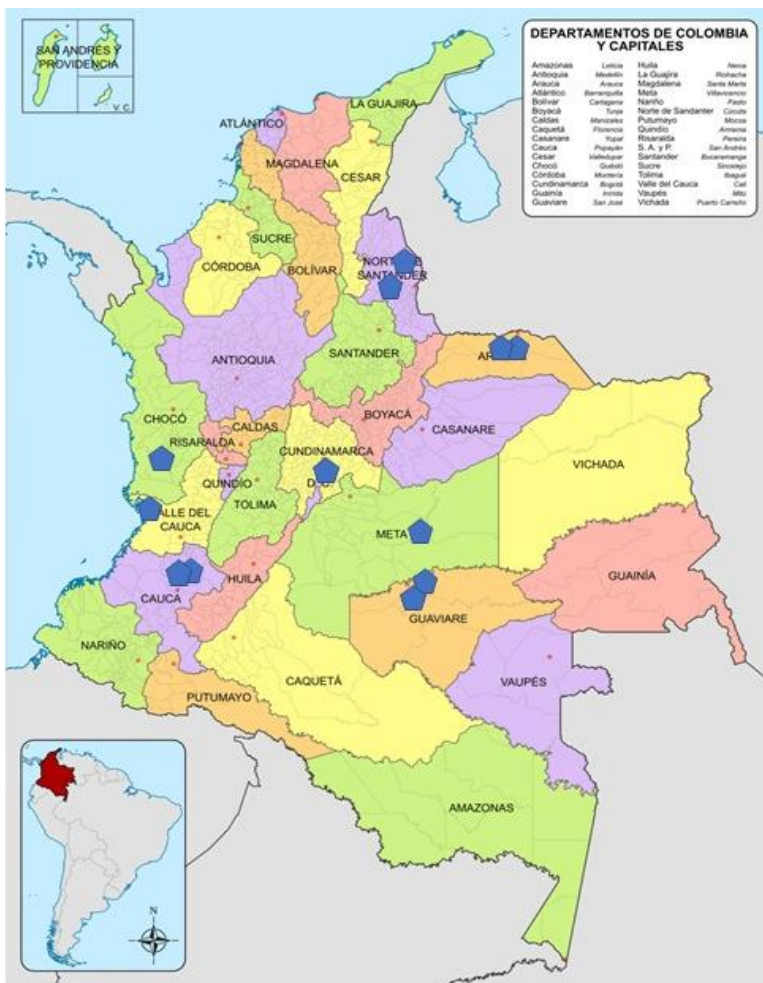 SAN ANDRÉS Y
PROVIDENCIA
V. C.
DEPARTAMENTOS DE COLOMBIA
Y CAPITALES
Amazonas Leticia Huila Neiva
Antioquia Medellín La Guajira Riohacha
Arauca Arauca Magdalena Santa Marta
Atlántico Barranquilla Meta Villavicencio
Bolívar Cartagena Nariño Pasto
Boyacá Tunja Norte de Santander Cúcuta
Caldas Manizales Putumayo Mocoa
Caquetá Florencia Quindío Armenia
Casanare Yopal Risaralda Pereira
Cauca Popayán S. A. y P. San Andrés
Cesar Valledupar Santander Bucaramanga
Chocó Quibdó Sucre Sincelejo
Córdoba Montería Tolima Ibagué
Cundinamarca Bogotá Valle del Cauca Cali
Guainía Inírida Vaupés Mitú
Guaviare San José Vichada Puerto Carreño
LA GUAJIRA
ATLÁNTICO
MAGDALENA
CESAR
SUCRE
CÓRDOBA
BOLÍVAR
SANTANDER
ANTIOQUIA
SANTANDER
BOYACÁ
CHOCÓ
CALDAS
RISARALDA
CASANARE
CUNDINAMARCA
VICHADA
QUINDÍO
TOLIMA
ALLE DEL
CAUCA
META
HUILA
GUAINÍA
CAUCA
GUAVIARE
NARIÑO
CAQUETÁ
VAUPÉS
PUTUMAYO
AMAZONAS
N